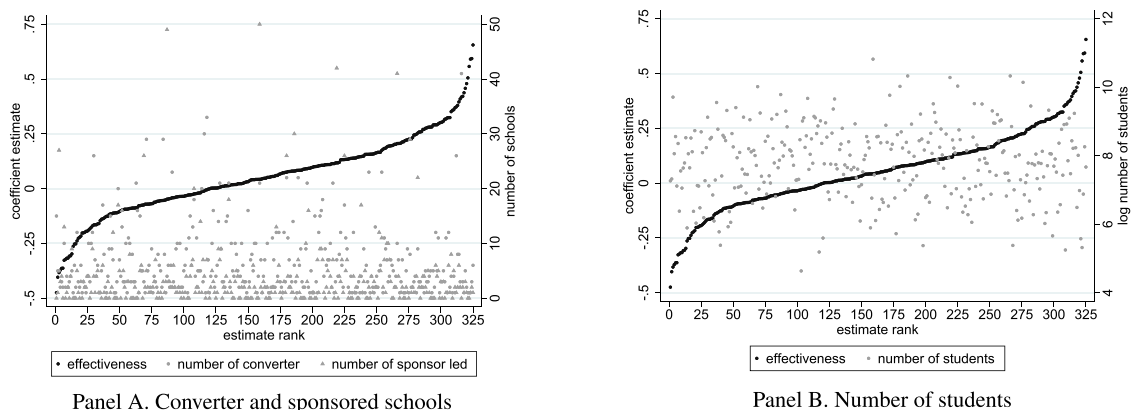 .75
.5
.25
0
-.25
-.5
coefficient estimate
50
40
30
20
10
0
number of schools
0 25 50 75 100 125 150 175 200 225 250 275 300 325
estimate rank
effectiveness number of converter number of sponsor led
Panel A. Converter and sponsored schools
.75
.5
.25
0
-.25
-.5
coefficient estimate
12
10
8
6
4
log number of students
0 25 50 75 100 125 150 175 200 225 250 275 300 325
estimate rank
effectiveness number of students
Panel B. Number of students